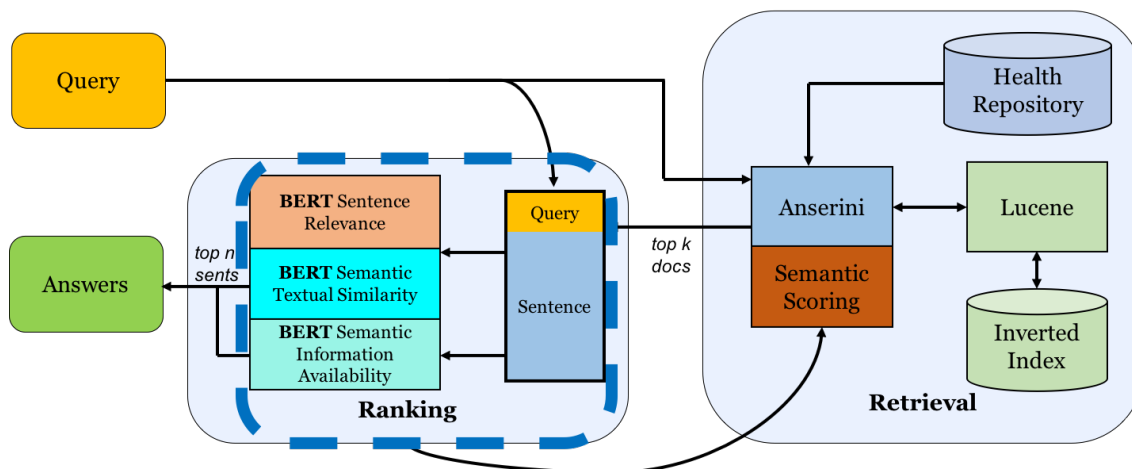 Query
Health
Repository
BERT Sentence
Relevance
Query
Anserini
Lucene
top n
sents
top k
docs
Answers
BERT Semantic
Textual Similarity
Sentence
Semantic
Scoring
BERT Semantic
Information
Availability
Inverted
Index
Ranking
Retrieval